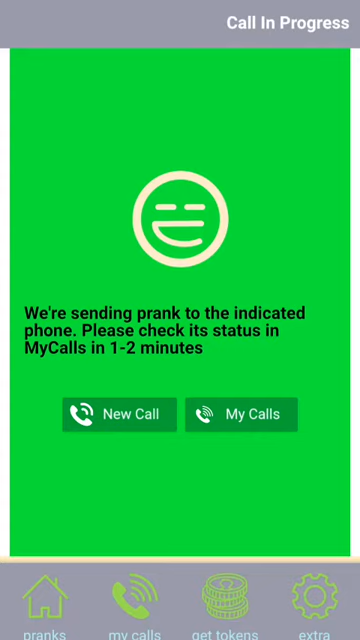 Call In Progress
We're sending prank to the indicated
phone. Please check its status in
MyCalls in 1-2 minutes
New Call
My Calls
pranks
my calls
get tokens
extra